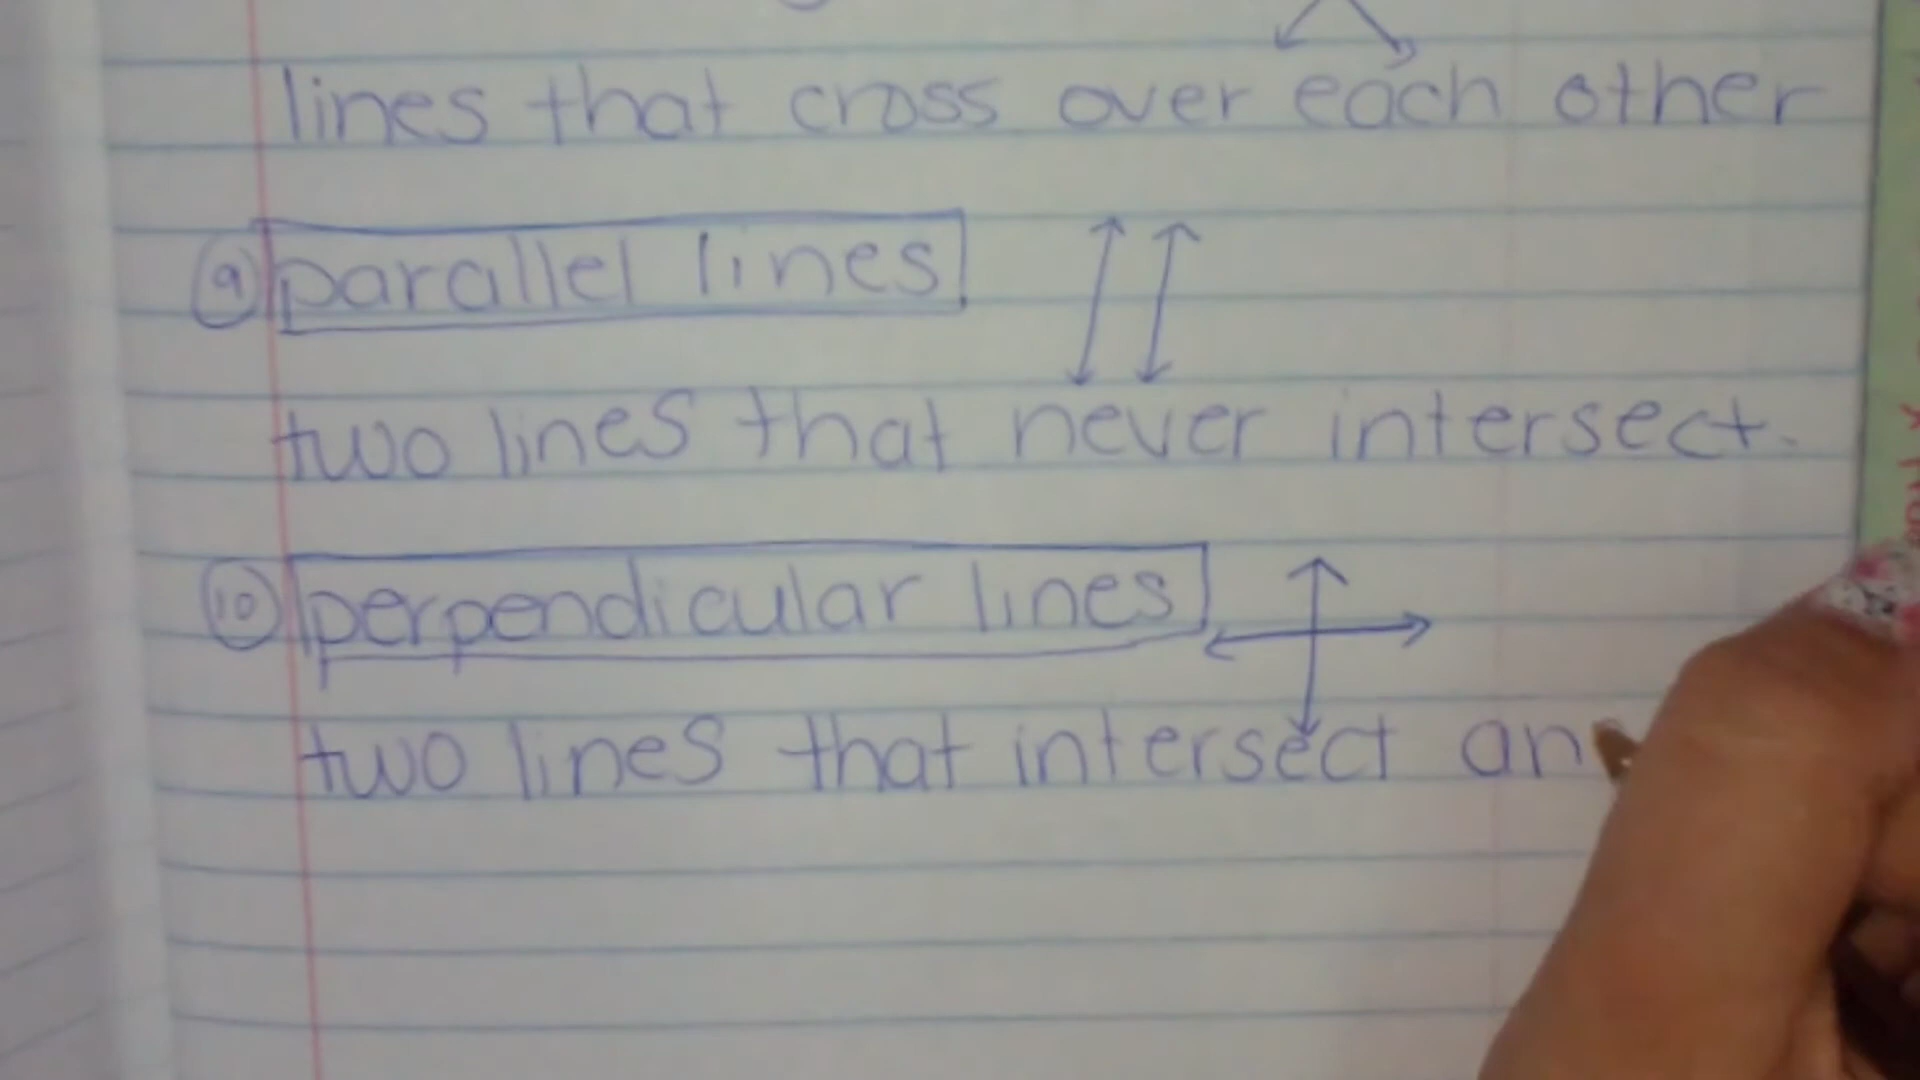 lines that cross over each other
9 parallel lines
two lines that never intersect.
10 perpendicular lines
two lines that intersect an